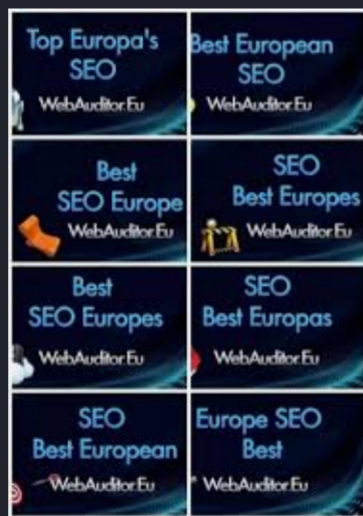 Top Europa's
SEO
WebAuditor.Eu
Best European
SEO
WebAuditor.Eu
Best
SEO Europe
WebAuditor.Eu
SEO
Best Europes
WebAuditor.Eu
Best
SEO Europes
WebAuditor.Eu
SEO
Best Europas
WebAuditor.Eu
SEO
Best European
WebAuditor.Eu
Europe SEO
Best
WebAuditor.Eu